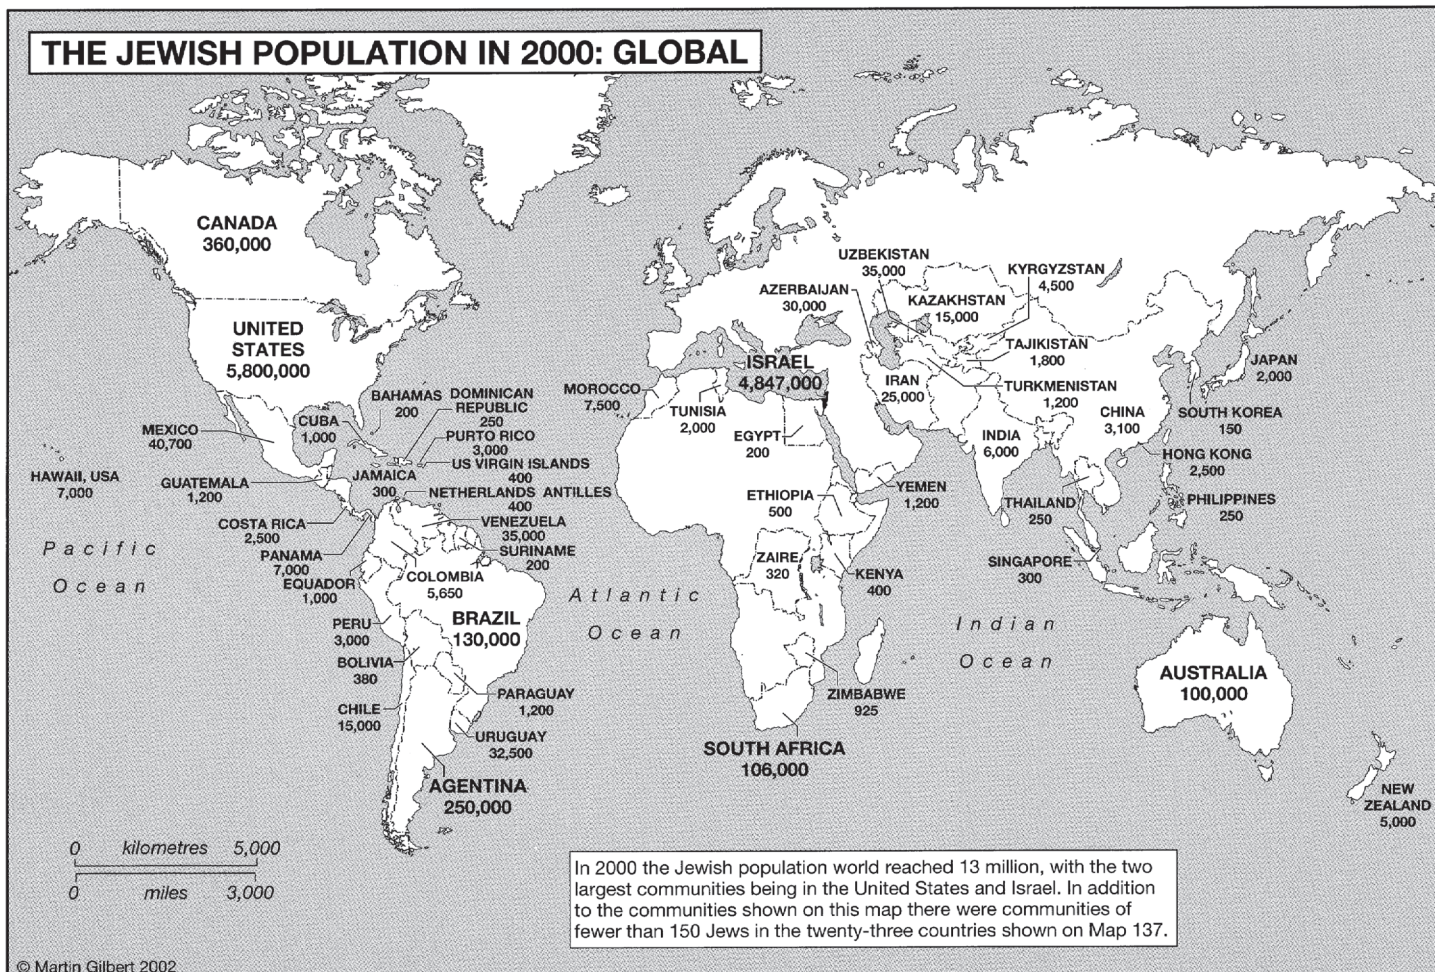 THE JEWISH POPULATION IN 2000: GLOBAL
CANADA
360,000
UNITED
STATES
5,800,000
BAHAMAS
200
DOMINICAN
REPUBLIC
250
CUBA
1,000
PURTO RICO
3,000
MEXICO
40,700
US VIRGIN ISLANDS
400
HAWAII, USA
7,000
GUATEMALA
1,200
JAMAICA
300
NETHERLANDS ANTILLES
400
COSTA RICA
2,500
VENEZUELA
35,000
PANAMA
7,000
SURINAME
200
EQUADOR
1,000
COLOMBIA
5,650
PERU
3,000
BRAZIL
130,000
BOLIVIA
380
PARAGUAY
1,200
CHILE
15,000
URUGUAY
32,500
AGENTINA
250,000
Pacific
Ocean
Atlantic
Ocean
Indian
Ocean
UZBEKISTAN
35,000
KYRGYZSTAN
4,500
AZERBAIJAN
30,000
KAZAKHSTAN
15,000
TAJIKISTAN
1,800
ISRAEL
4,847,000
IRAN
25,000
TURKMENISTAN
1,200
JAPAN
2,000
MOROCCO
7,500
TUNISIA
2,000
EGYPT
200
INDIA
6,000
CHINA
3,100
SOUTH KOREA
150
HONG KONG
2,500
ETHIOPIA
500
YEMEN
1,200
THAILAND
250
PHILIPPINES
250
ZAIRE
320
KENYA
400
SINGAPORE
300
ZIMBABWE
925
SOUTH AFRICA
106,000
AUSTRALIA
100,000
NEW
ZEALAND
5,000
0 kilometres 5,000
0 miles 3,000
In 2000 the Jewish population world reached 13 million, with the two
largest communities being in the United States and Israel. In addition
to the communities shown on this map there were communities of
fewer than 150 Jews in the twenty-three countries shown on Map 137.
© Martin Gilbert 2002